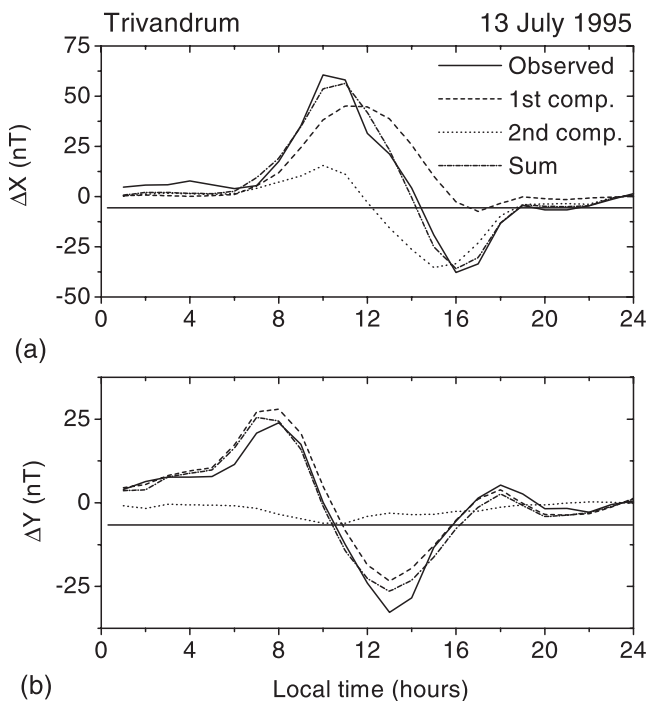 Trivandrum 13 July 1995
75
50
25
0
-25
-50
ΔX (nT)
Observed
1st comp.
2nd comp.
Sum
0 4 8 12 16 20 24
(a)
25
0
-25
ΔY (nT)
0 4 8 12 16 20 24
(b)
Local time (hours)